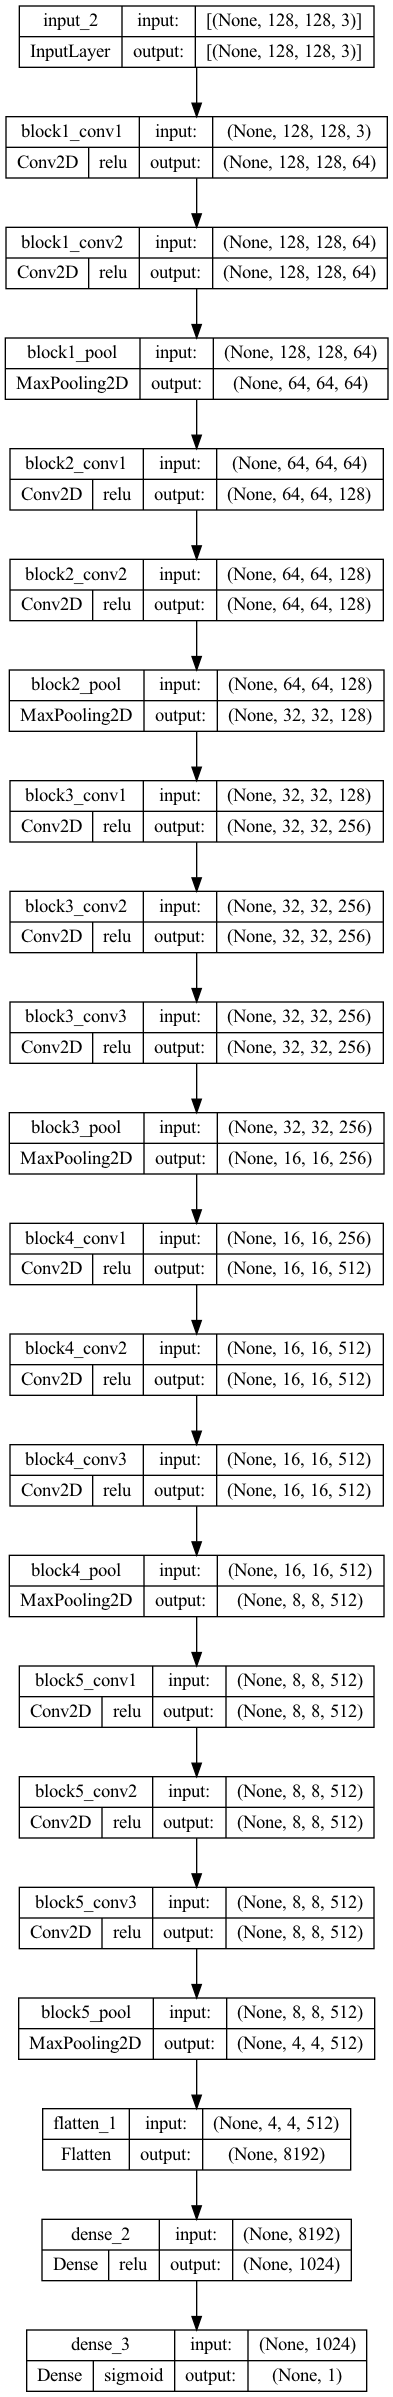 input_2 input: [(None, 128, 128, 3)]
InputLayer output: [(None, 128, 128, 3)]
block1_conv1 input: (None, 128, 128, 3)
Conv2D relu output: (None, 128, 128, 64)
block1_conv2 input: (None, 128, 128, 64)
Conv2D relu output: (None, 128, 128, 64)
block1_pool input: (None, 128, 128, 64)
MaxPooling2D output: (None, 64, 64, 64)
block2_conv1 input: (None, 64, 64, 64)
Conv2D relu output: (None, 64, 64, 128)
block2_conv2 input: (None, 64, 64, 128)
Conv2D relu output: (None, 64, 64, 128)
block2_pool input: (None, 64, 64, 128)
MaxPooling2D output: (None, 32, 32, 128)
block3_conv1 input: (None, 32, 32, 128)
Conv2D relu output: (None, 32, 32, 256)
block3_conv2 input: (None, 32, 32, 256)
Conv2D relu output: (None, 32, 32, 256)
block3_conv3 input: (None, 32, 32, 256)
Conv2D relu output: (None, 32, 32, 256)
block3_pool input: (None, 32, 32, 256)
MaxPooling2D output: (None, 16, 16, 256)
block4_conv1 input: (None, 16, 16, 256)
Conv2D relu output: (None, 16, 16, 512)
block4_conv2 input: (None, 16, 16, 512)
Conv2D relu output: (None, 16, 16, 512)
block4_conv3 input: (None, 16, 16, 512)
Conv2D relu output: (None, 16, 16, 512)
block4_pool input: (None, 16, 16, 512)
MaxPooling2D output: (None, 8, 8, 512)
block5_conv1 input: (None, 8, 8, 512)
Conv2D relu output: (None, 8, 8, 512)
block5_conv2 input: (None, 8, 8, 512)
Conv2D relu output: (None, 8, 8, 512)
block5_conv3 input: (None, 8, 8, 512)
Conv2D relu output: (None, 8, 8, 512)
block5_pool input: (None, 8, 8, 512)
MaxPooling2D output: (None, 4, 4, 512)
flatten_1 input: (None, 4, 4, 512)
Flatten output: (None, 8192)
dense_2 input: (None, 8192)
Dense relu output: (None, 1024)
dense_3 input: (None, 1024)
Dense sigmoid output: (None, 1)